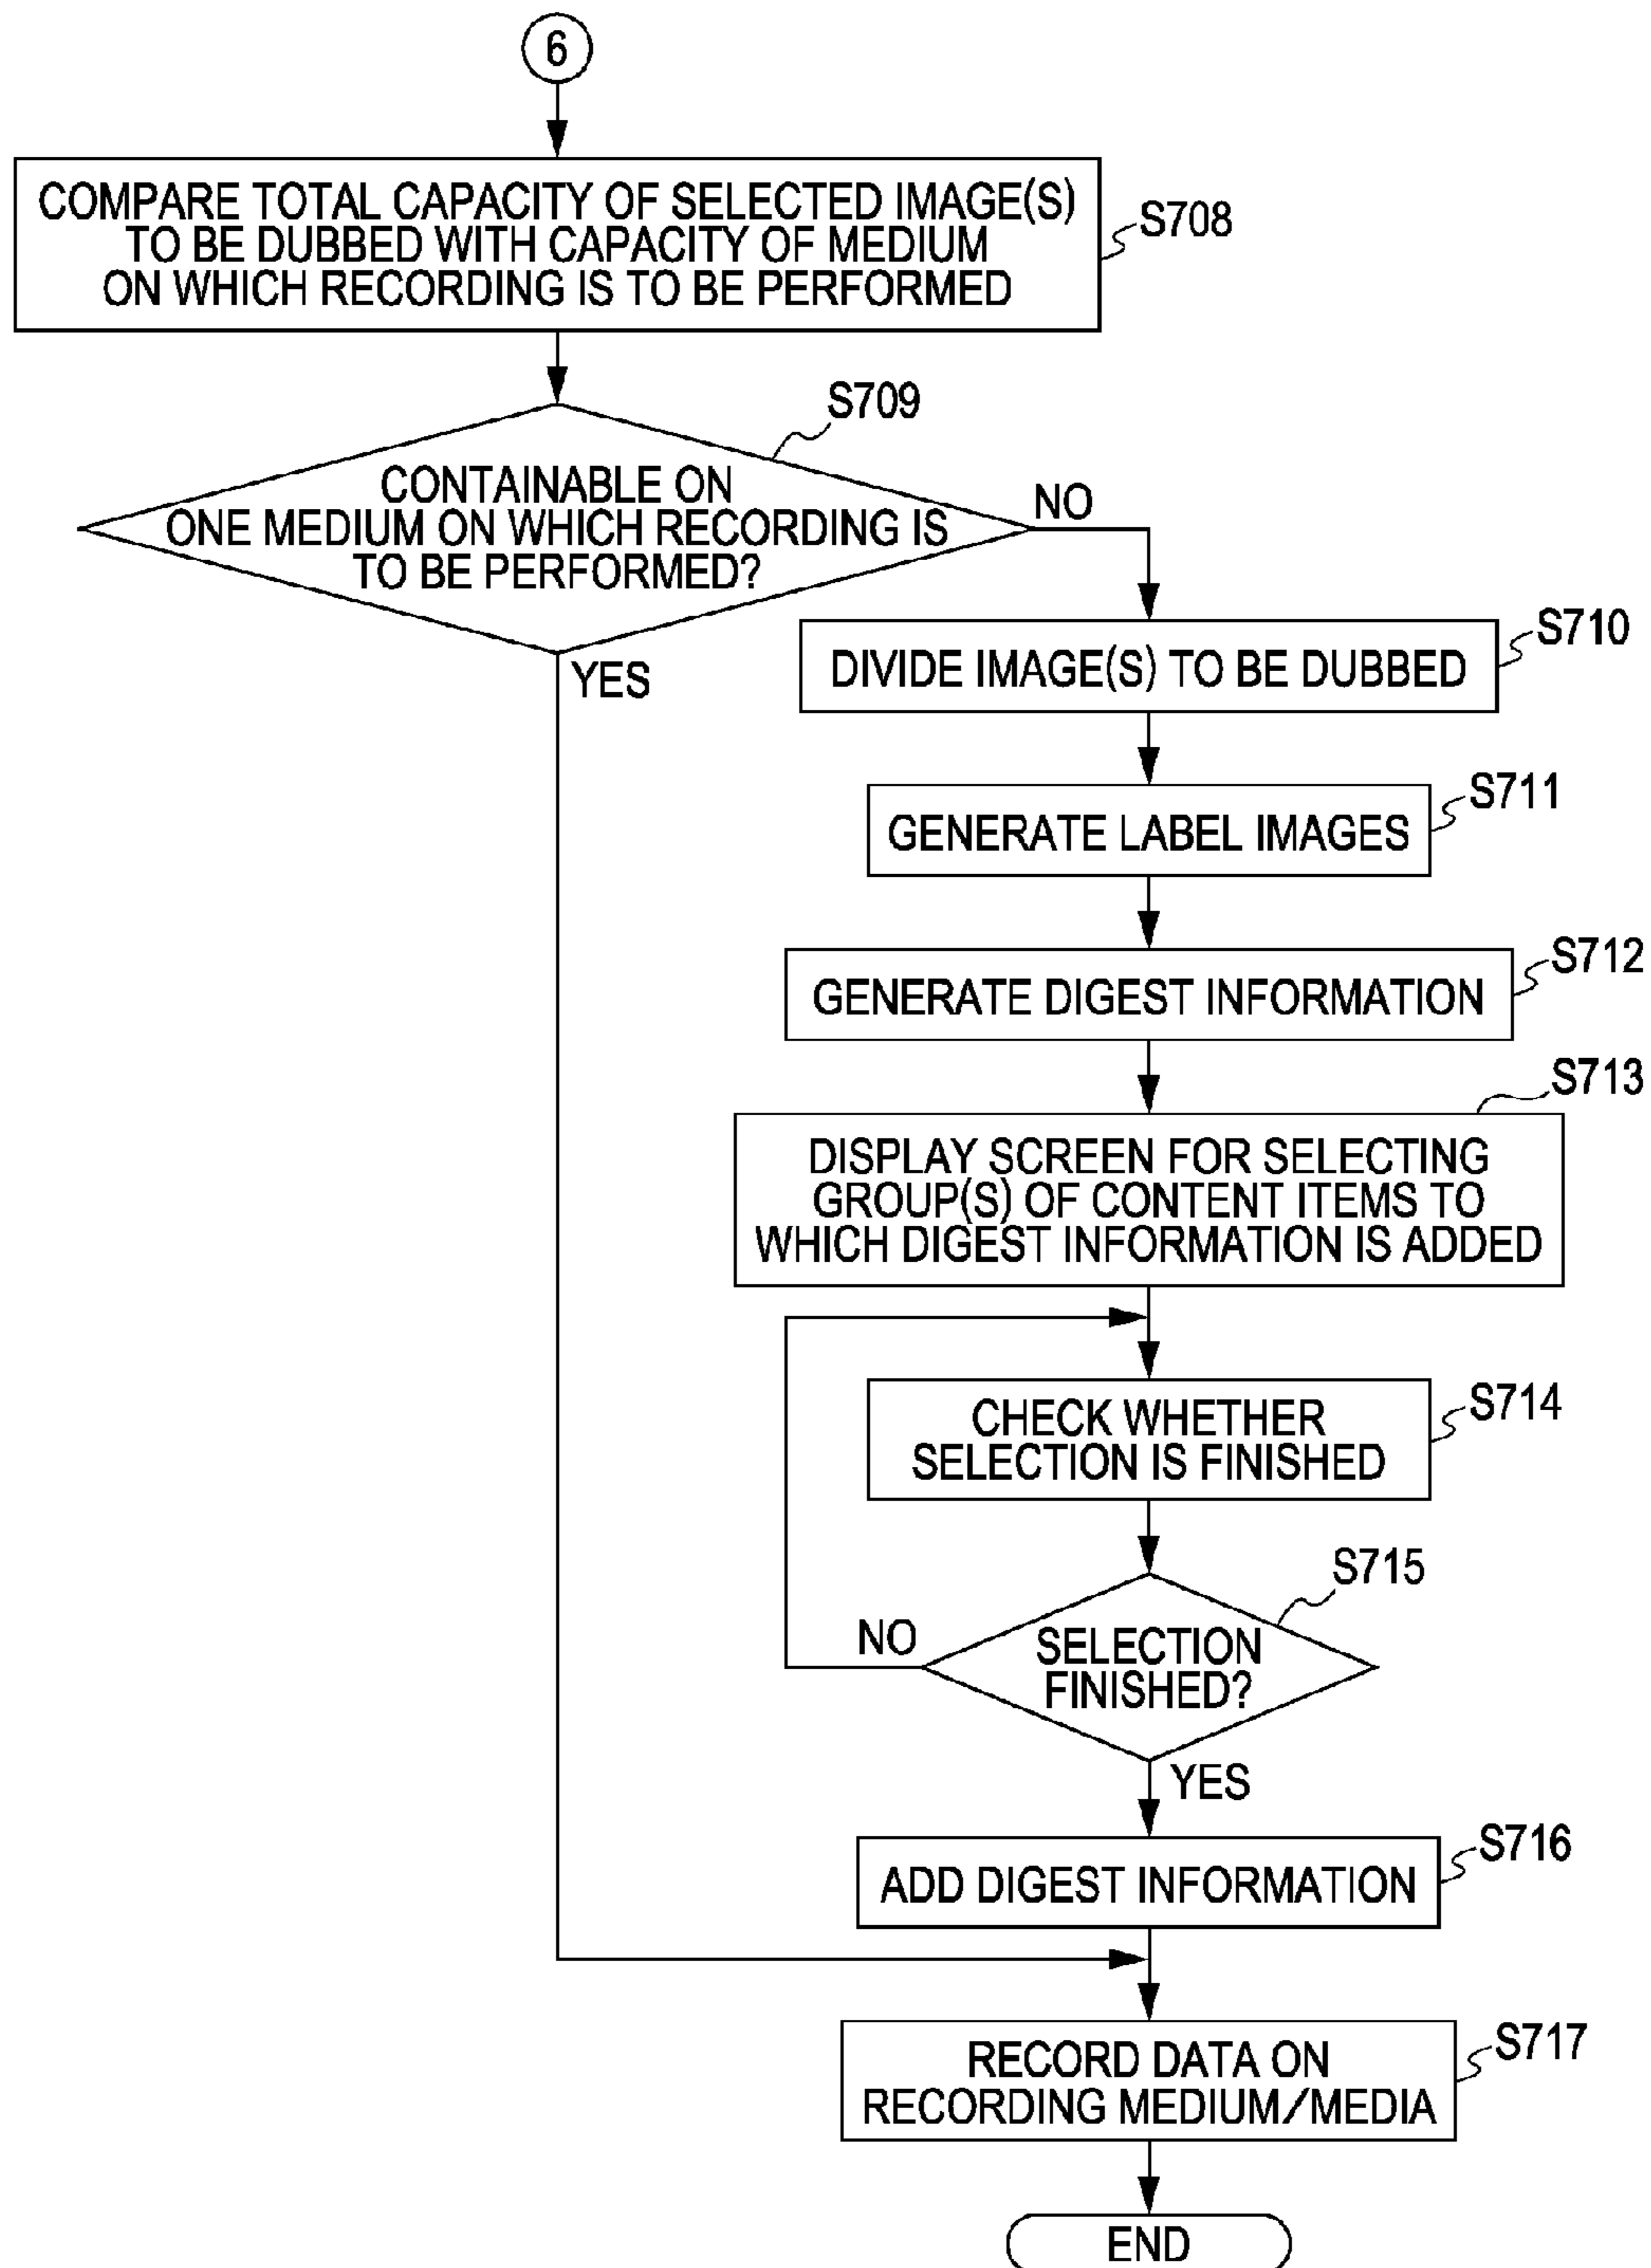 6
COMPARE TOTAL CAPACITY OF SELECTED IMAGE(S)
TO BE DUBBED WITH CAPACITY OF MEDIUM
ON WHICH RECORDING IS TO BE PERFORMED
S708
S709
CONTAINABLE ON
ONE MEDIUM ON WHICH RECORDING IS
TO BE PERFORMED?
NO
YES
S710
DIVIDE IMAGE(S) TO BE DUBBED
S711
GENERATE LABEL IMAGES
S712
GENERATE DIGEST INFORMATION
S713
DISPLAY SCREEN FOR SELECTING
GROUP(S) OF CONTENT ITEMS TO
WHICH DIGEST INFORMATION IS ADDED
S714
CHECK WHETHER
SELECTION IS FINISHED
S715
NO
SELECTION
FINISHED?
YES
S716
ADD DIGEST INFORMATION
S717
RECORD DATA ON
RECORDING MEDIUM/MEDIA
END